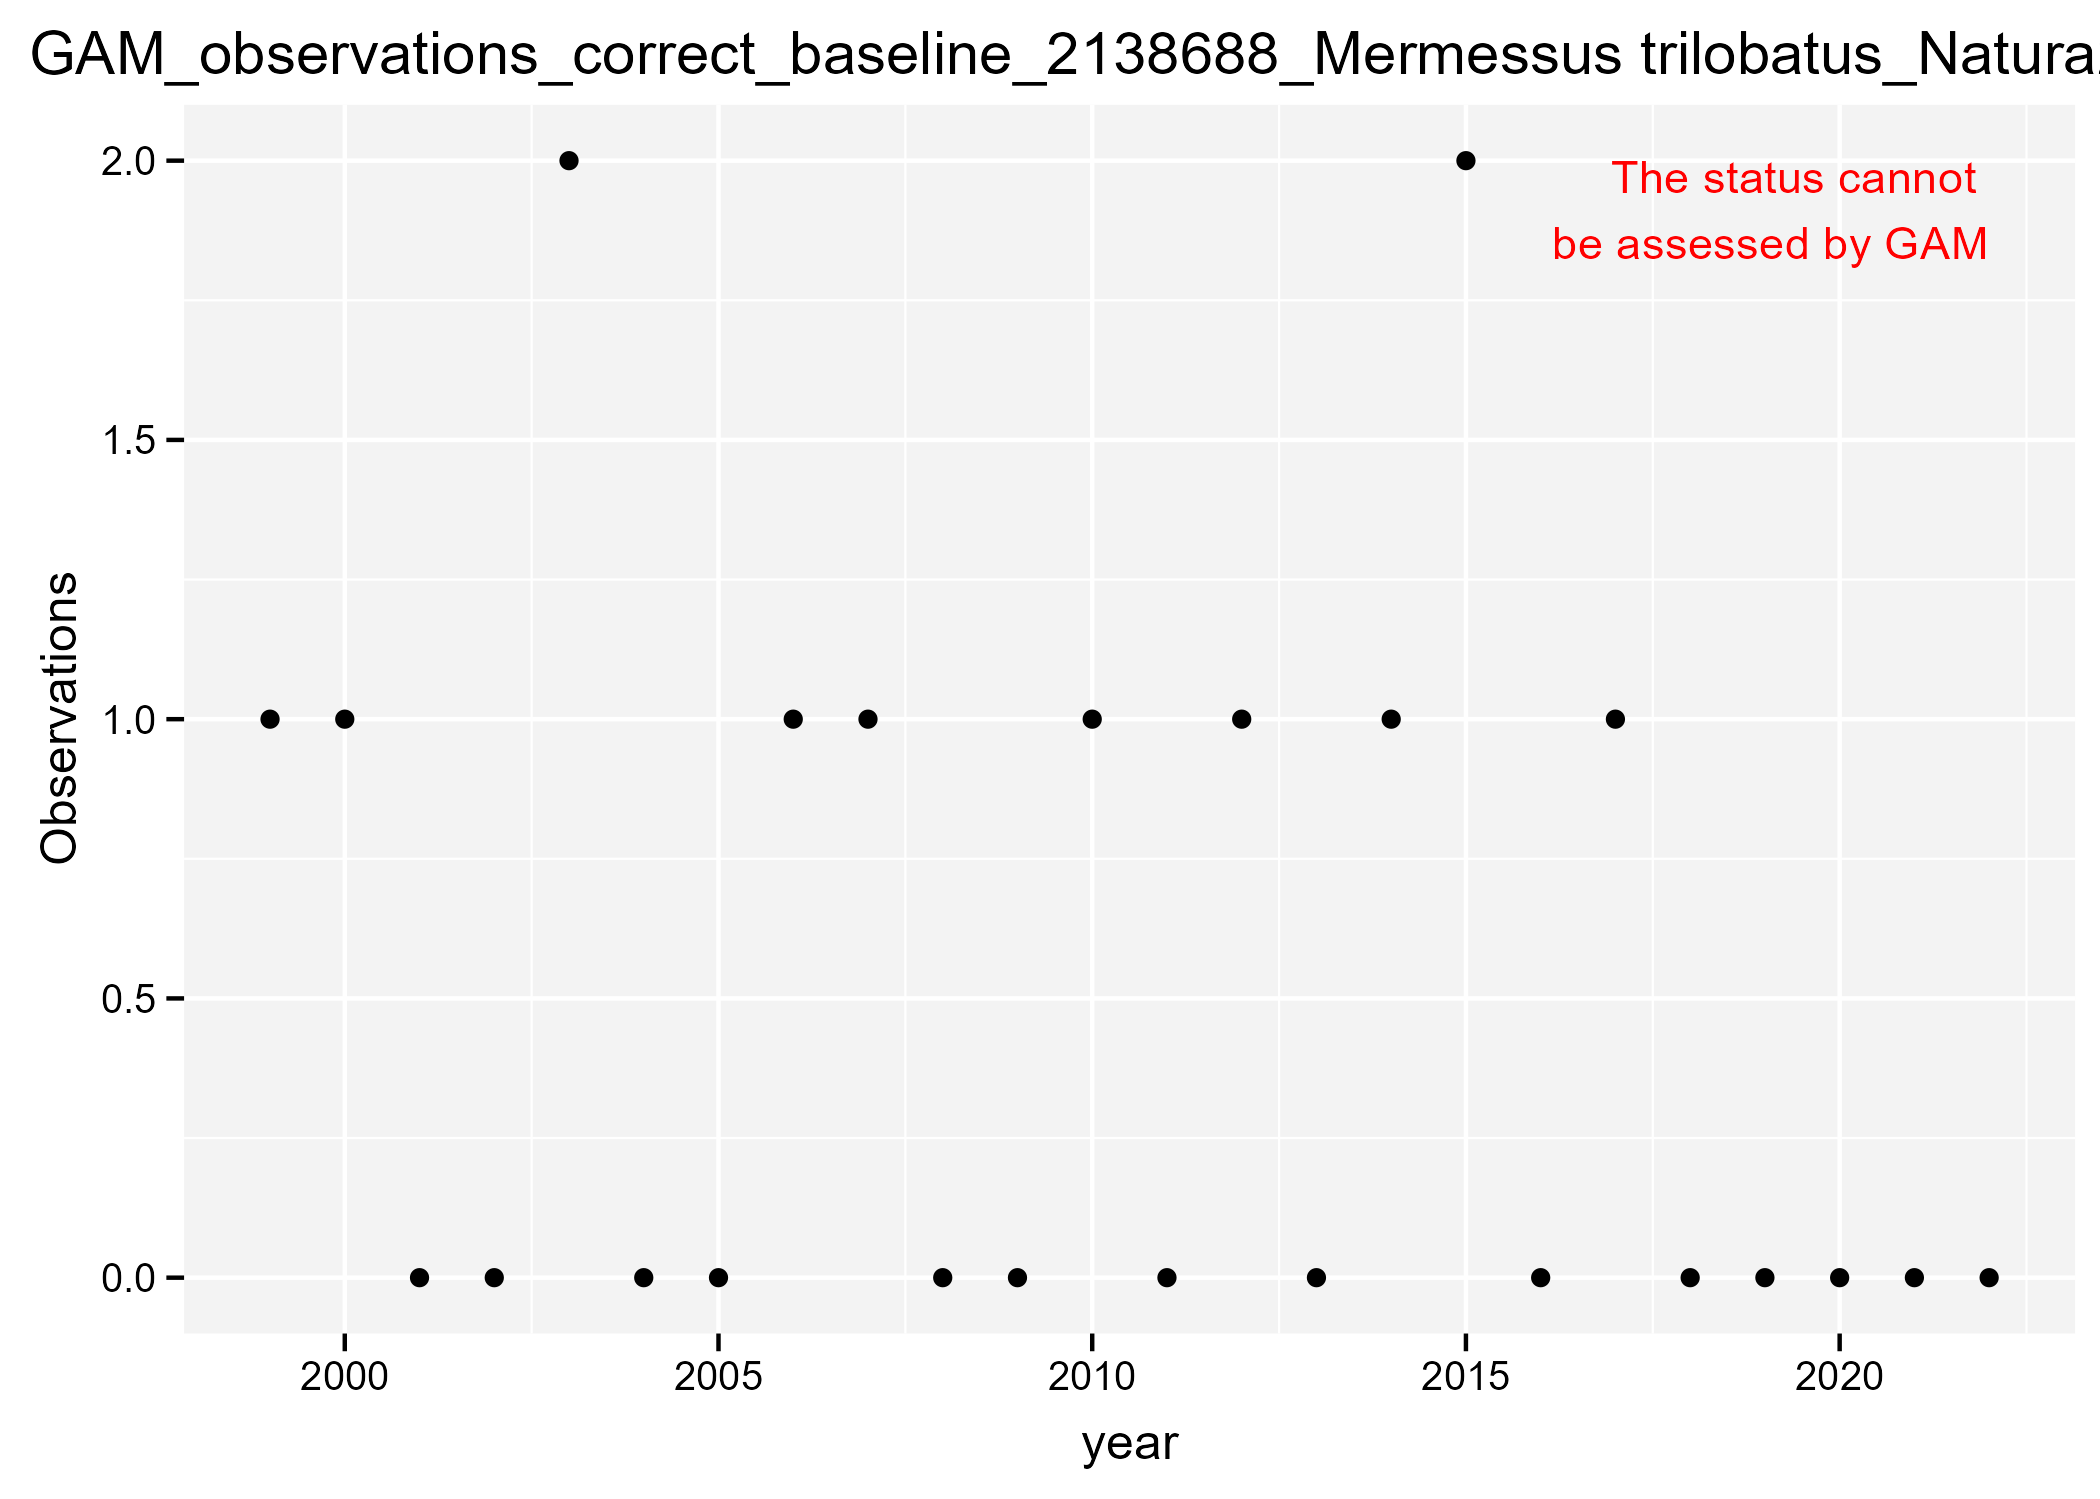 GAM_observations_correct_baseline_2138688_Mermessus trilobatus_Natura
2.0
The status cannot
be assessed by GAM
1.5
Observations
1.0
0.5
0.0
2000 2005 2010 2015 2020
year